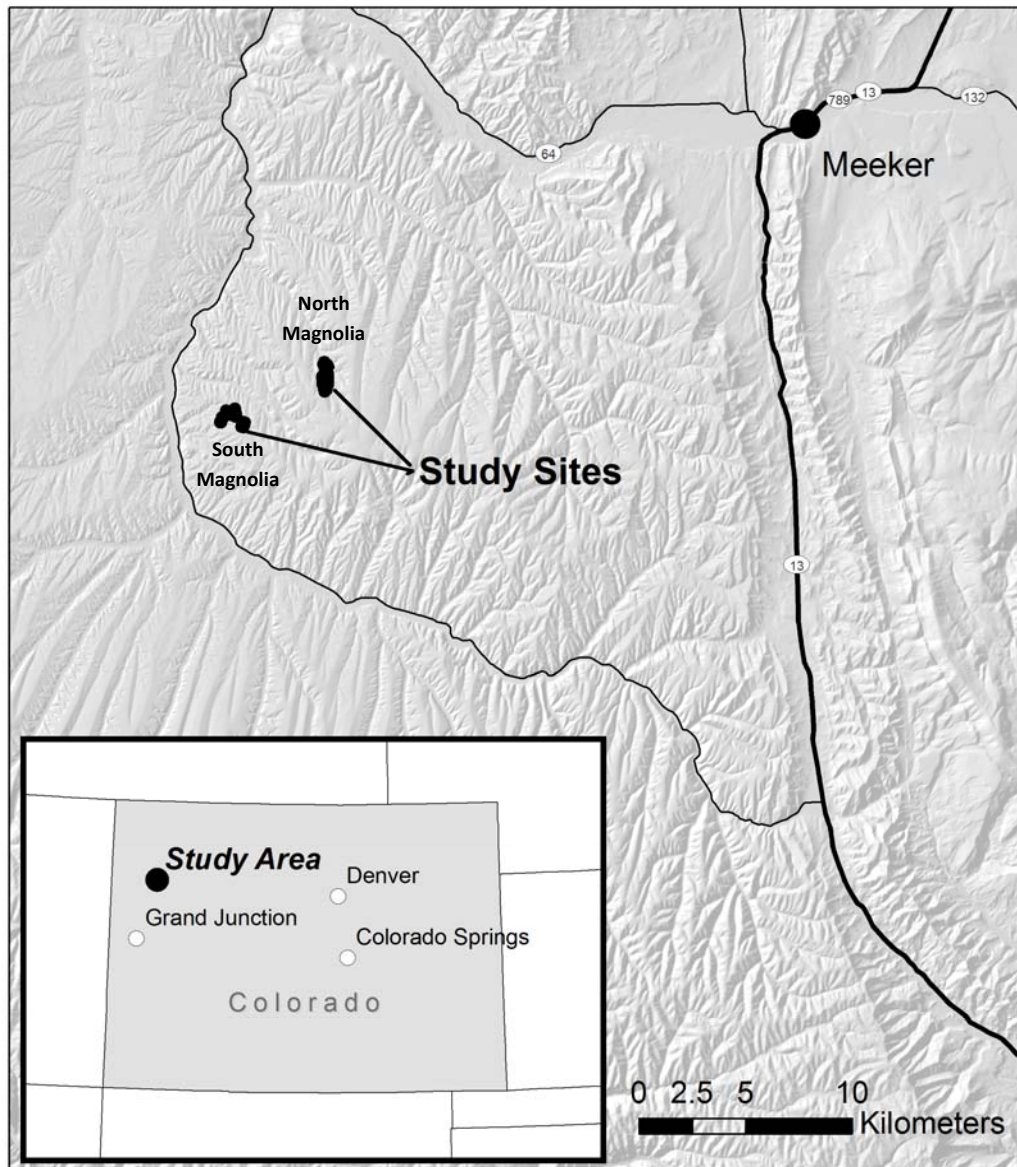 789
13
132
64
Meeker
North
Magnolia
South
Magnolia
Study Sites
13
Study Area
Denver
Grand Junction
Colorado Springs
Colorado
0 2.5 5 10
Kilometers